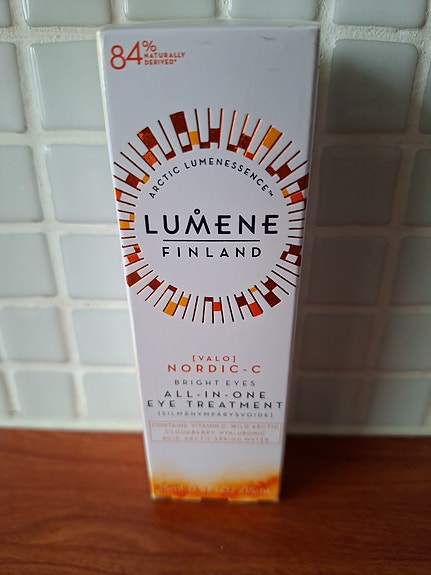 84% NATURALLY
DERIVED*
ARCTIC LUMENESSENCE™
LUMENE
FINLAND
[VALO]
NORDIC-C
BRIGHT EYES
ALL-IN-ONE
EYE TREATMENT
[SILMÄNYMPÄRYSVOIDE]
CONTAINS: VITAMIN C, WILD ARCTIC
CLOUDBERRY, HYALURONIC
ACID, ARCTIC SPRING WATER